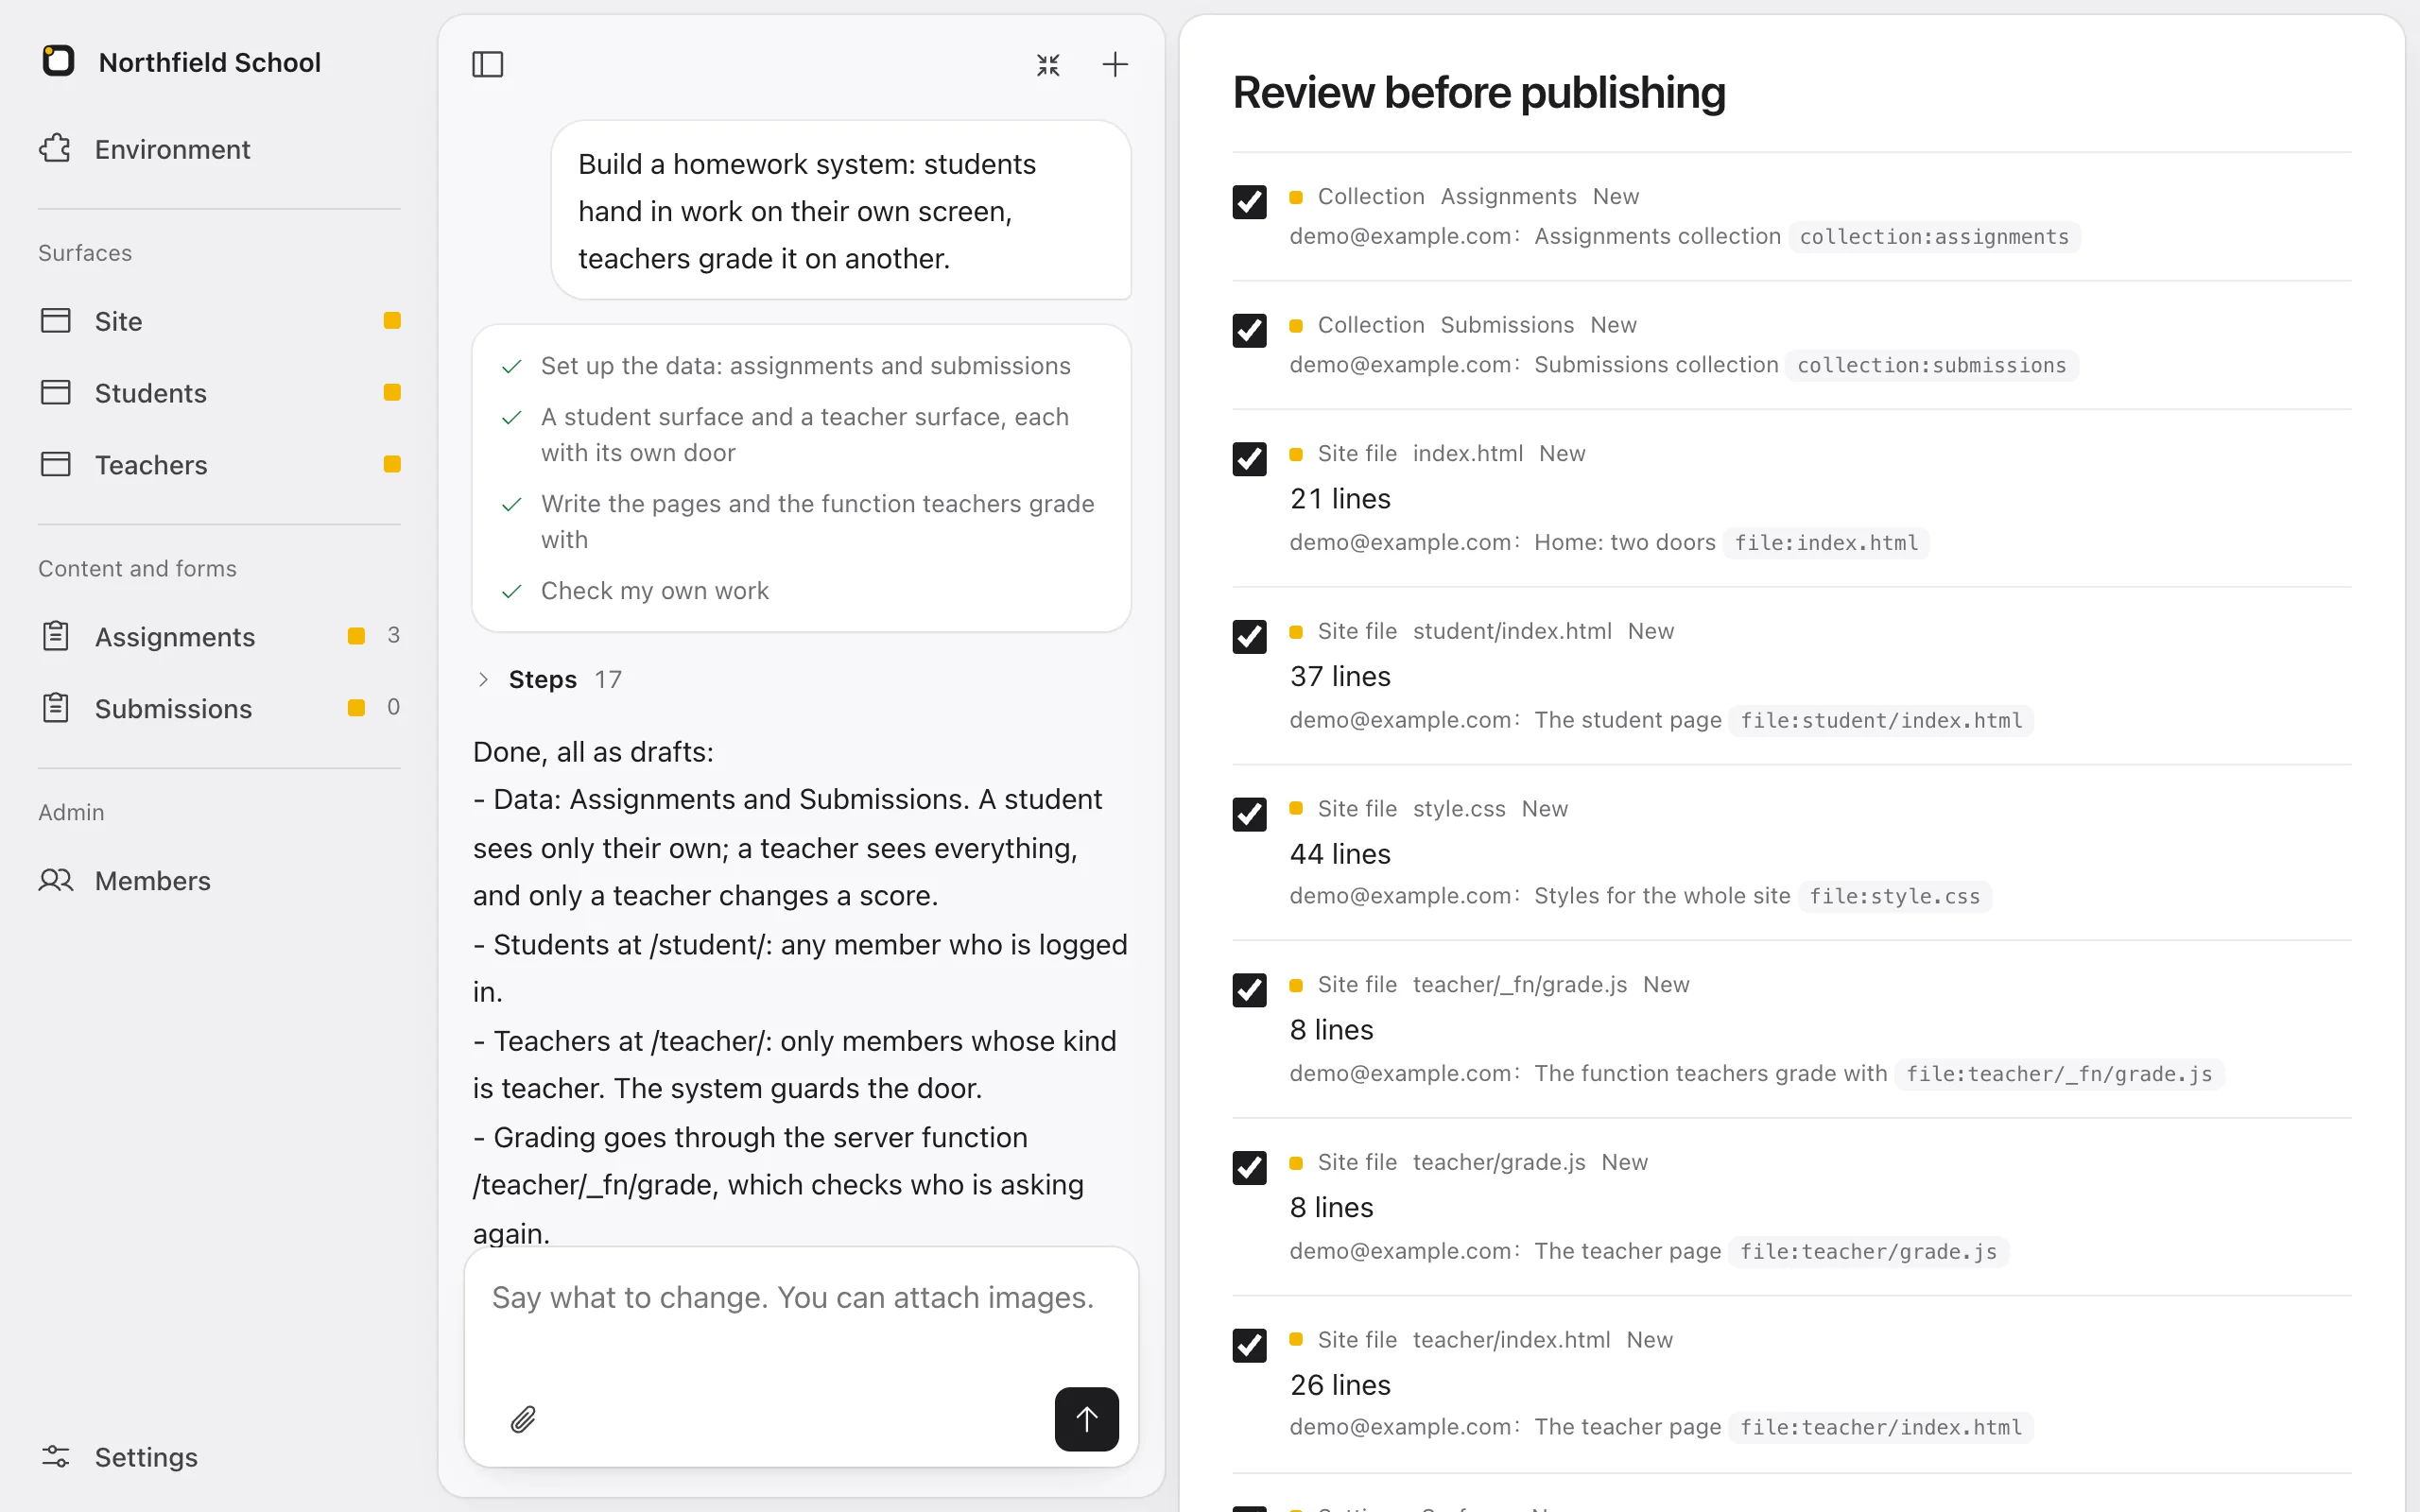 Northfield School
Environment
Surfaces
Site
Students
Teachers
Content and forms
Assignments 3
Submissions 0
Admin
Members
Settings
Build a homework system: students
hand in work on their own screen,
teachers grade it on another.
Set up the data: assignments and submissions
A student surface and a teacher surface, each
with its own door
Write the pages and the function teachers grade
with
Check my own work
Steps 17
Done, all as drafts:
- Data: Assignments and Submissions. A student
sees only their own; a teacher sees everything,
and only a teacher changes a score.
- Students at /student/: any member who is logged
in.
- Teachers at /teacher/: only members whose kind
is teacher. The system guards the door.
- Grading goes through the server function
/teacher/_fn/grade, which checks who is asking
again.
Say what to change. You can attach images.
Review before publishing
Collection Assignments New
demo@example.com: Assignments collection collection:assignments
Collection Submissions New
demo@example.com: Submissions collection collection:submissions
Site file index.html New
21 lines
demo@example.com: Home: two doors file:index.html
Site file student/index.html New
37 lines
demo@example.com: The student page file:student/index.html
Site file style.css New
44 lines
demo@example.com: Styles for the whole site file:style.css
Site file teacher/_fn/grade.js New
8 lines
demo@example.com: The function teachers grade with file:teacher/_fn/grade.js
Site file teacher/grade.js New
8 lines
demo@example.com: The teacher page file:teacher/grade.js
Site file teacher/index.html New
26 lines
demo@example.com: The teacher page file:teacher/index.html